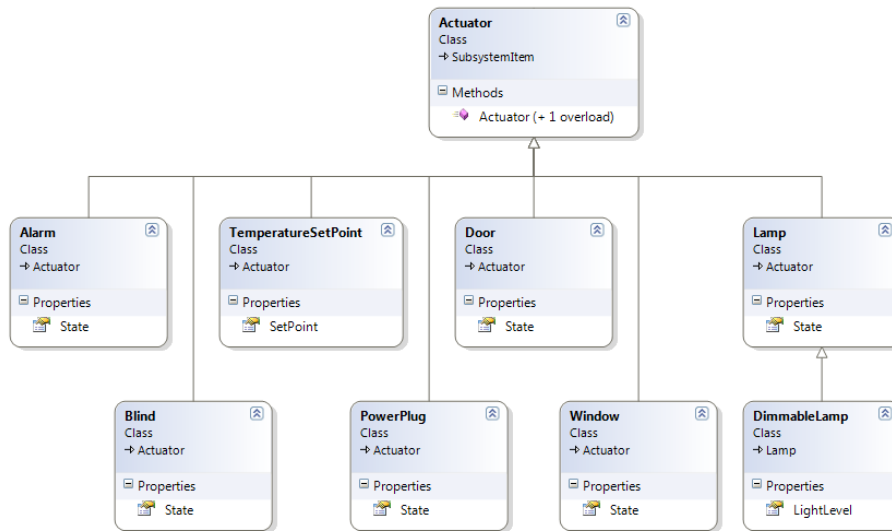 Actuator
Class
SubsystemItem
Methods
Actuator (+ 1 overload)
Alarm
Class
Actuator
Properties
State
TemperatureSetPoint
Class
Actuator
Properties
SetPoint
Door
Class
Actuator
Properties
State
Lamp
Class
Actuator
Properties
State
Blind
Class
Actuator
Properties
State
PowerPlug
Class
Actuator
Properties
State
Window
Class
Actuator
Properties
State
DimmableLamp
Class
Lamp
Properties
LightLevel